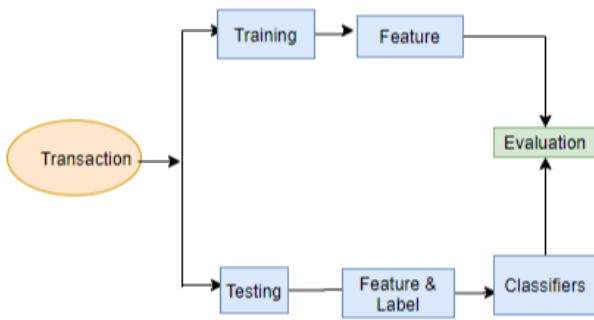 Training
Feature
Transaction
Evaluation
Testing
Feature &
Label
Classifiers